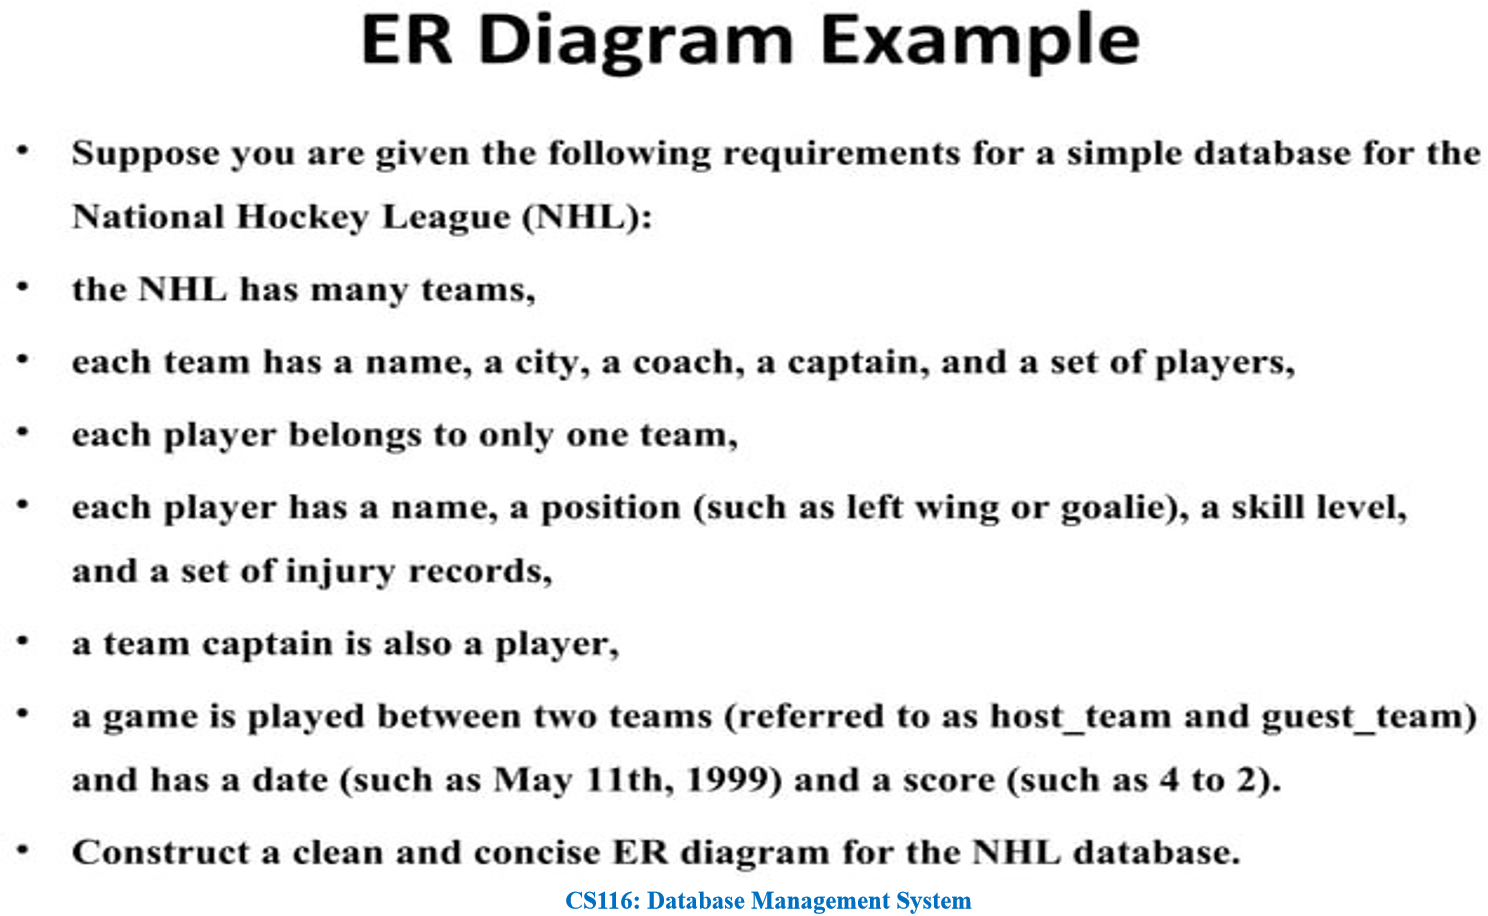 ER Diagram Example
• Suppose you are given the following requirements for a simple database for the
National Hockey League (NHL):
• the NHL has many teams,
• each team has a name, a city, a coach, a captain, and a set of players,
• each player belongs to only one team,
• each player has a name, a position (such as left wing or goalie), a skill level,
and a set of injury records,
• a team captain is also a player,
• a game is played between two teams (referred to as host_team and guest_team)
and has a date (such as May 11th, 1999) and a score (such as 4 to 2).
• Construct a clean and concise ER diagram for the NHL database.
CS116: Database Management System